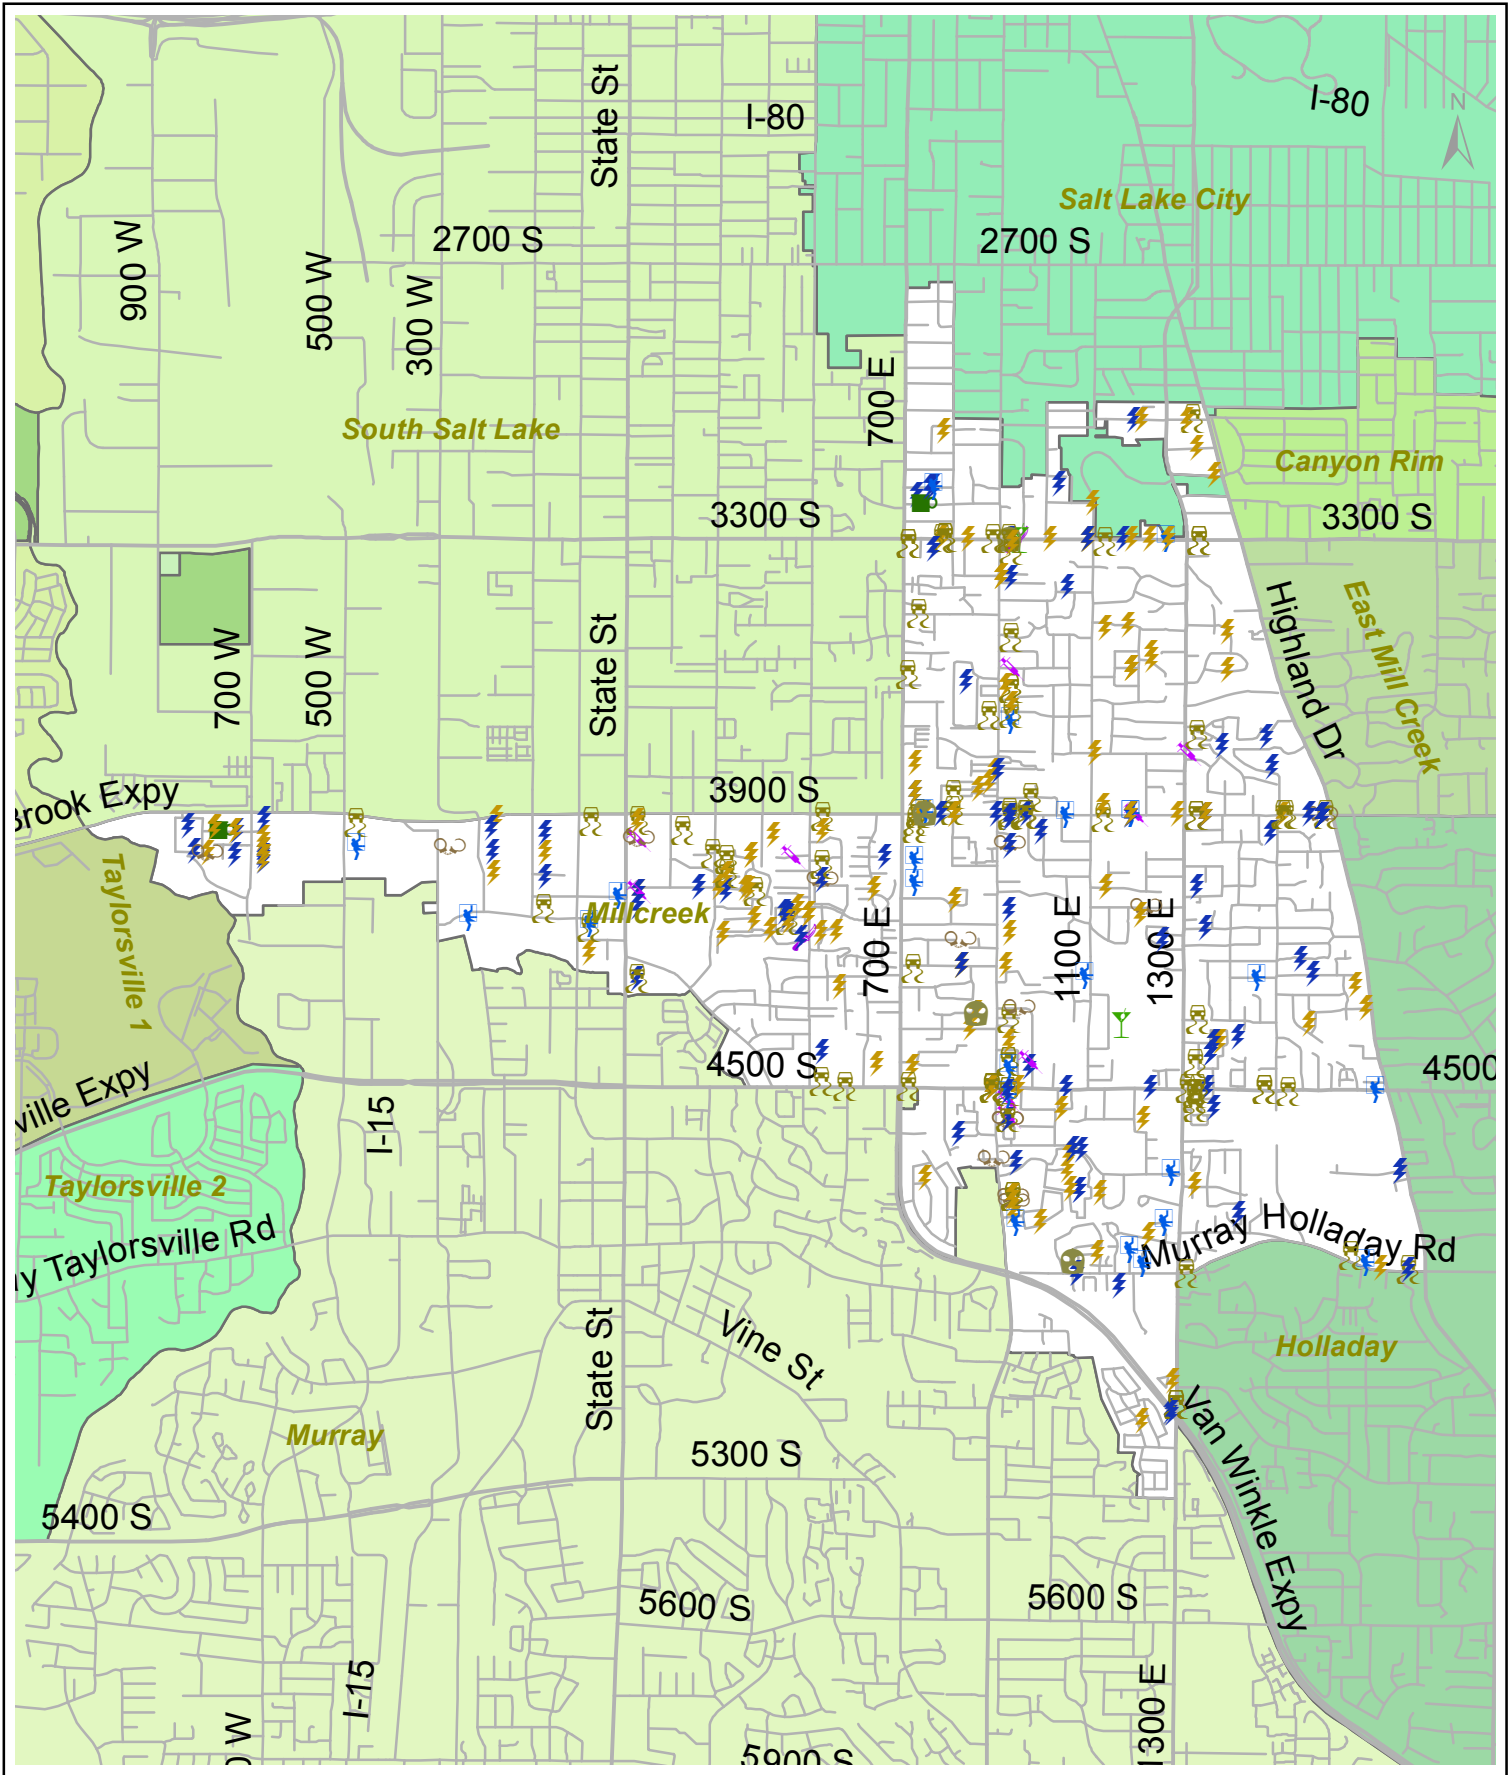 State St
I-80
I-80
N
Salt Lake City
900 W
2700 S
2700 S
500 W
300 W
700 E
South Salt Lake
Canyon Rim
3300 S
3300 S
Highland Dr
East Mill Creek
700 W
500 W
State St
3900 S
Brook Expy
Taylorsville 1
Millcreek
700 E
1100 E
1300 E
4500 S
4500
ville Expy
I-15
Taylorsville 2
y Taylorsville Rd
Murray Holladay Rd
State St
Vine St
Holladay
Murray
5300 S
Van Winkle Expy
5400 S
5600 S
5600 S
I-15
1300 E
0 W
5900 S